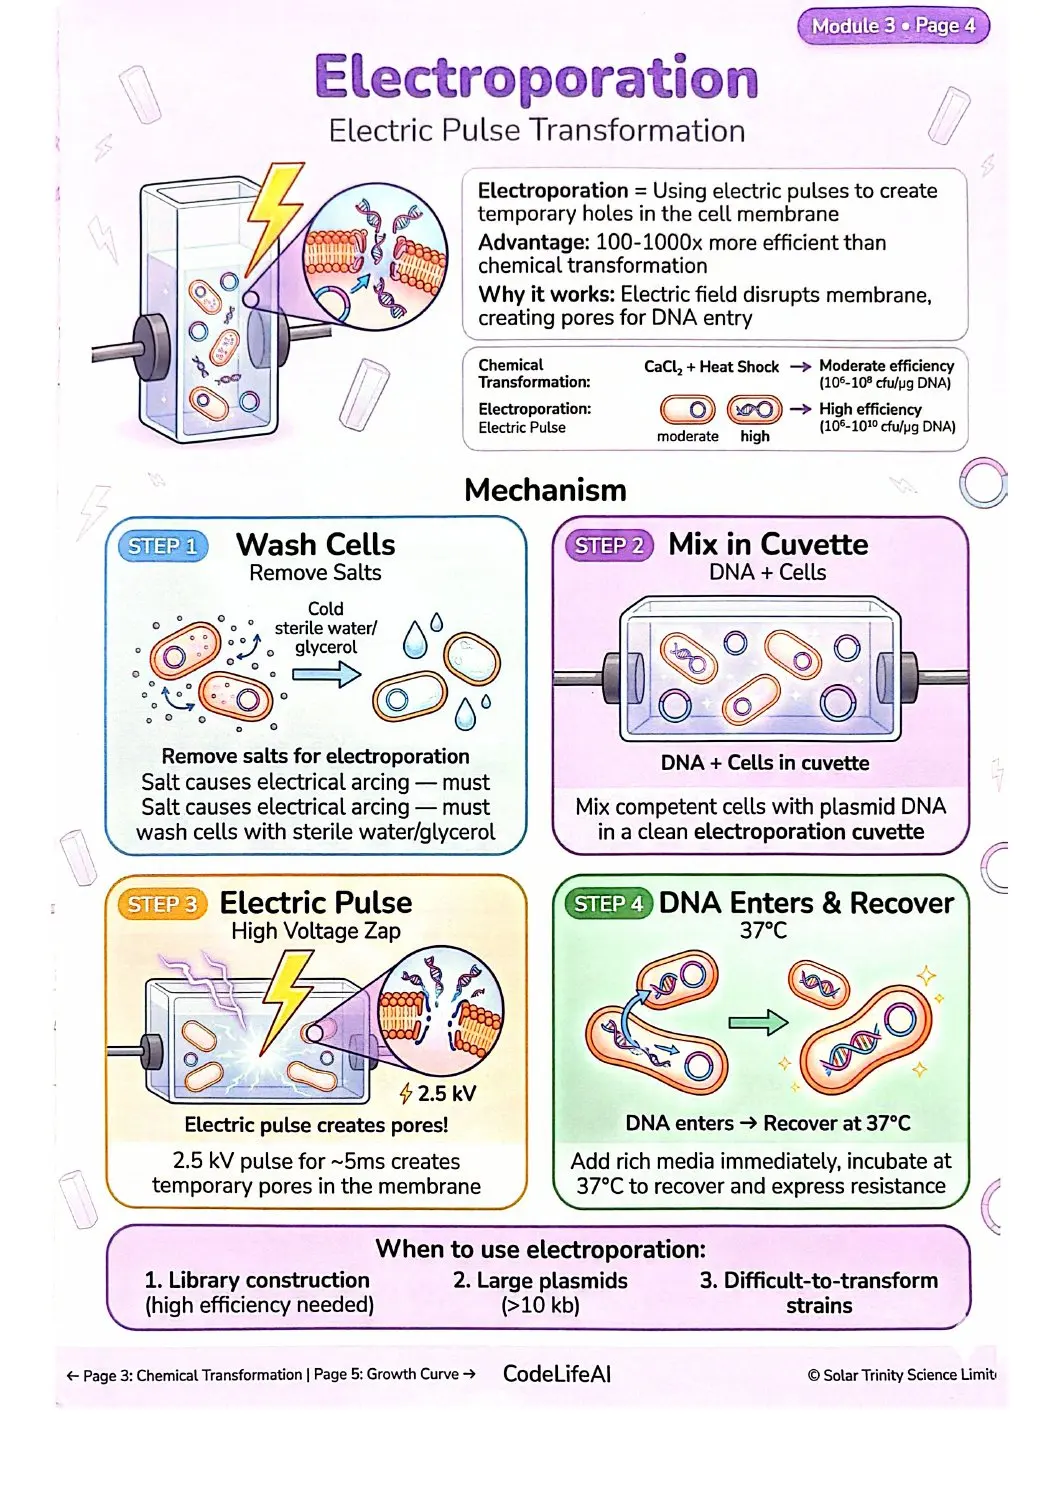 Module 3 • Page 4
Electroporation
Electric Pulse Transformation
Electroporation = Using electric pulses to create
temporary holes in the cell membrane
Advantage: 100-1000x more efficient than
chemical transformation
Why it works: Electric field disrupts membrane,
creating pores for DNA entry
Chemical
Transformation:
CaCl₂ + Heat Shock → Moderate efficiency
(10⁶-10⁸ cfu/µg DNA)
Electroporation:
Electric Pulse
moderate high
→ High efficiency
(10⁶-10¹⁰ cfu/µg DNA)
Mechanism
STEP 1 Wash Cells
Remove Salts
Cold
sterile water/
glycerol
Remove salts for electroporation
Salt causes electrical arcing — must
Salt causes electrical arcing — must
wash cells with sterile water/glycerol
STEP 2 Mix in Cuvette
DNA + Cells
DNA + Cells in cuvette
Mix competent cells with plasmid DNA
in a clean electroporation cuvette
STEP 3 Electric Pulse
High Voltage Zap
2.5 kV
Electric pulse creates pores!
2.5 kV pulse for ~5ms creates
temporary pores in the membrane
STEP 4 DNA Enters & Recover
37°C
DNA enters → Recover at 37°C
Add rich media immediately, incubate at
37°C to recover and express resistance
When to use electroporation:
1. Library construction
(high efficiency needed)
2. Large plasmids
(>10 kb)
3. Difficult-to-transform
strains
← Page 3: Chemical Transformation | Page 5: Growth Curve → CodeLifeAI © Solar Trinity Science Limit